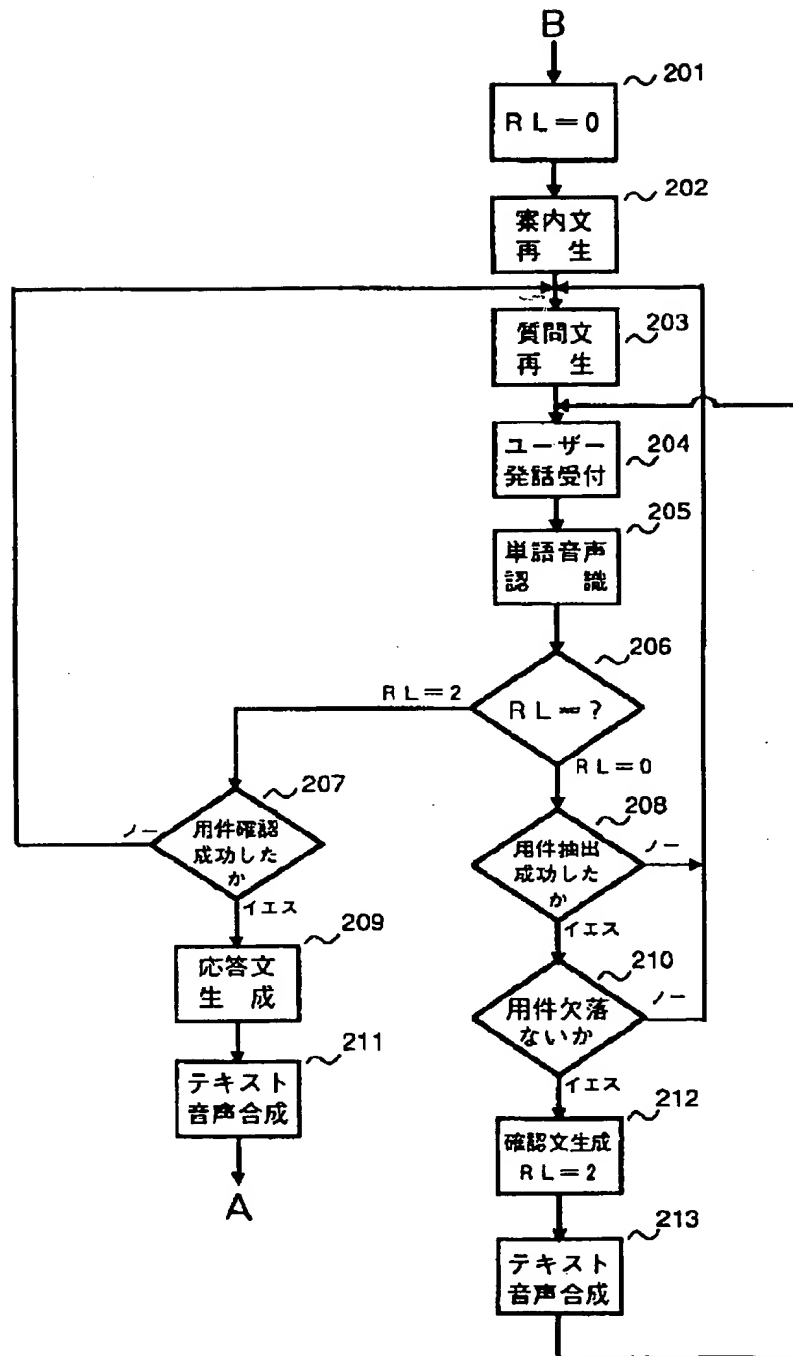 B
201
RL=0
202
案内文
再 生
203
質問文
再 生
204
ユーザー
発話受付
205
単語音声
認 識
206
RL=2
RL=?
RL=0
207
208
ノー
用件確認
成功した
か
用件抽出
成功した
か
ノー
イエス
イエス
209
210
応答文
生 成
用件欠落
ないか
ノー
211
イエス
テキスト
音声合成
212
確認文生成
RL=2
A
213
テキスト
音声合成